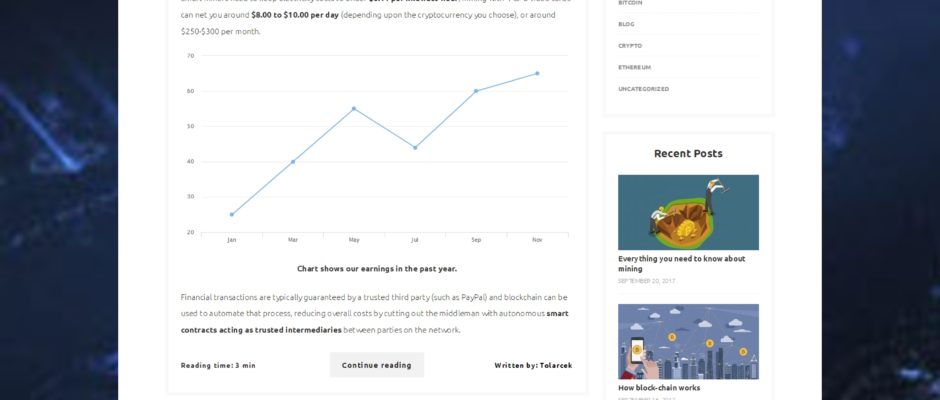 can net you around $8.00 to $10.00 per day (depending upon the cryptocurrency you choose), or around
$250-$300 per month.
70
60
50
40
30
20
Jan Mar May Jul Sep Nov
Chart shows our earnings in the past year.
Financial transactions are typically guaranteed by a trusted third party (such as PayPal) and blockchain can be
used to automate that process, reducing overall costs by cutting out the middleman with autonomous smart
contracts acting as trusted intermediaries between parties on the network.
Reading time: 3 min
Continue reading
Written by: Tolarcek
BITCOIN
BLOG
CRYPTO
ETHEREUM
UNCATEGORIZED
Recent Posts
Everything you need to know about
mining
SEPTEMBER 20, 2017
How block-chain works